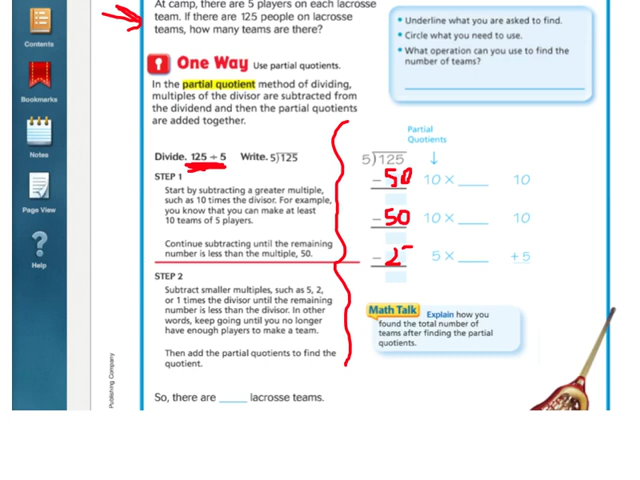 At camp, there are 5 players on each lacrosse
team. If there are 125 people on lacrosse
teams, how many teams are there?
• Underline what you are asked to find.
• Circle what you need to use.
• What operation can you use to find the
number of teams?
Contents
Bookmarks
Notes
Page View
Help
One Way Use partial quotients.
In the partial quotient method of dividing,
multiples of the divisor are subtracted from
the dividend and then the partial quotients
are added together.
Divide. 125 ÷ 5 Write. 5)125
STEP 1
Start by subtracting a greater multiple,
such as 10 times the divisor. For example,
you know that you can make at least
10 teams of 5 players.
Continue subtracting until the remaining
number is less than the multiple, 50.
STEP 2
Subtract smaller multiples, such as 5, 2,
or 1 times the divisor until the remaining
number is less than the divisor. In other
words, keep going until you no longer
have enough players to make a team.
Then add the partial quotients to find the
quotient.
Partial
Quotients
↓
5)125
− 50 10 × ___ 10
− 50 10 × ___ 10
− 2 5 × ___ + 5
Math Talk Explain how you
found the total number of
teams after finding the partial
quotients.
So, there are ___ lacrosse teams.
Publishing Company